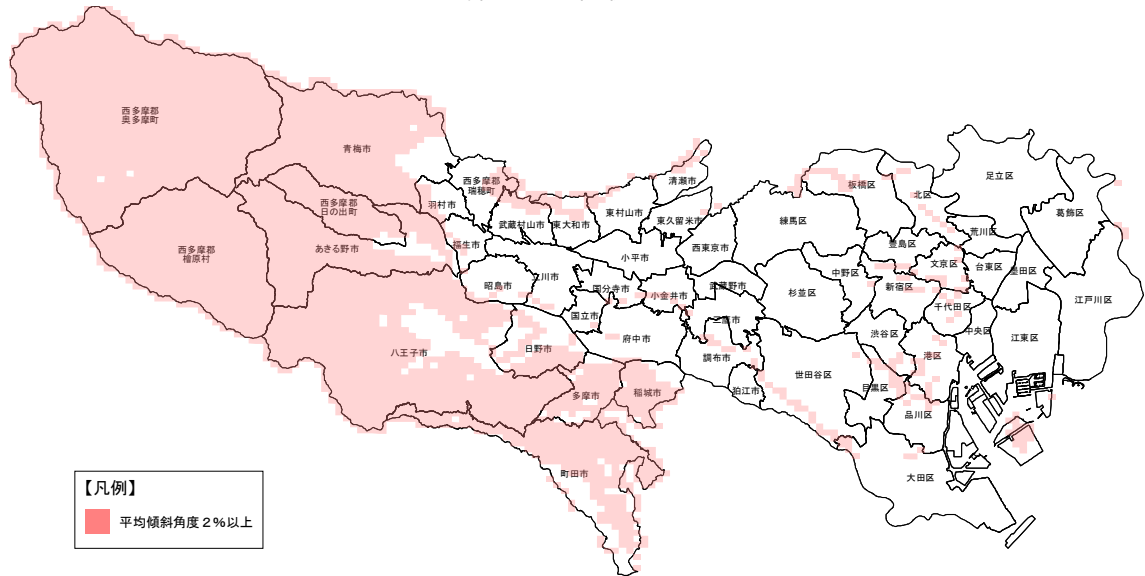 西多摩郡
奥多摩町
青梅市
西多摩郡
瑞穂町
清瀬市
板橋区
北区
足立区
羽村市
西多摩郡
日の出町
武蔵村山市
東大和市
東村山市
東久留米市
練馬区
荒川区
葛飾区
西多摩郡
檜原村
あきる野市
福生市
小平市
西東京市
豊島区
文京区
台東区
墨田区
昭島市
立川市
国分寺市
小金井市
武蔵野市
杉並区
中野区
新宿区
千代田区
江戸川区
国立市
三鷹市
府中市
渋谷区
中央区
江東区
八王子市
日野市
調布市
世田谷区
目黒区
港区
多摩市
稲城市
狛江市
品川区
町田市
大田区
【凡例】
平均傾斜角度2%以上